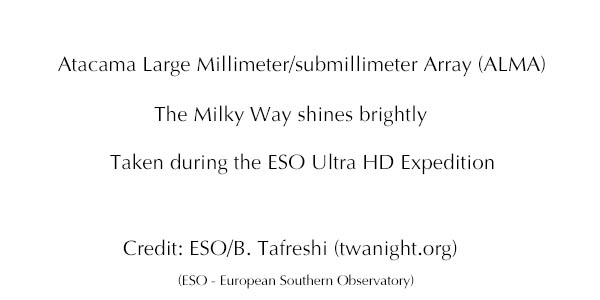 Atacama Large Millimeter/submillimeter Array (ALMA)
The Milky Way shines brightly
Taken during the ESO Ultra HD Expedition
Credit: ESO/B. Tafreshi (twanight.org)
(ESO - European Southern Observatory)